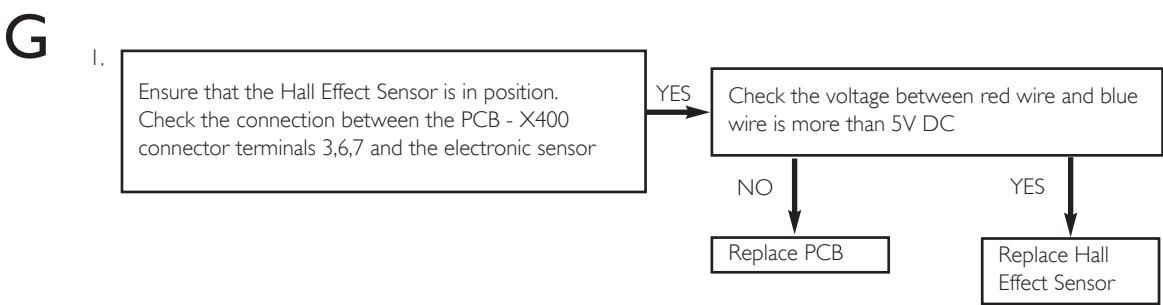 G
1.
Ensure that the Hall Effect Sensor is in position.
Check the connection between the PCB - X400
connector terminals 3,6,7 and the electronic sensor
YES
Check the voltage between red wire and blue
wire is more than 5V DC
NO
YES
Replace PCB
Replace Hall
Effect Sensor